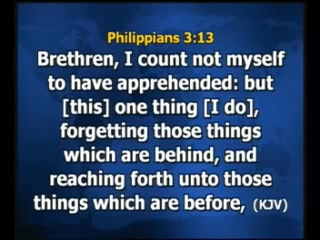 Philippians 3:13
Brethren, I count not myself
to have apprehended: but
[this] one thing [I do],
forgetting those things
which are behind, and
reaching forth unto those
things which are before, (KJV)